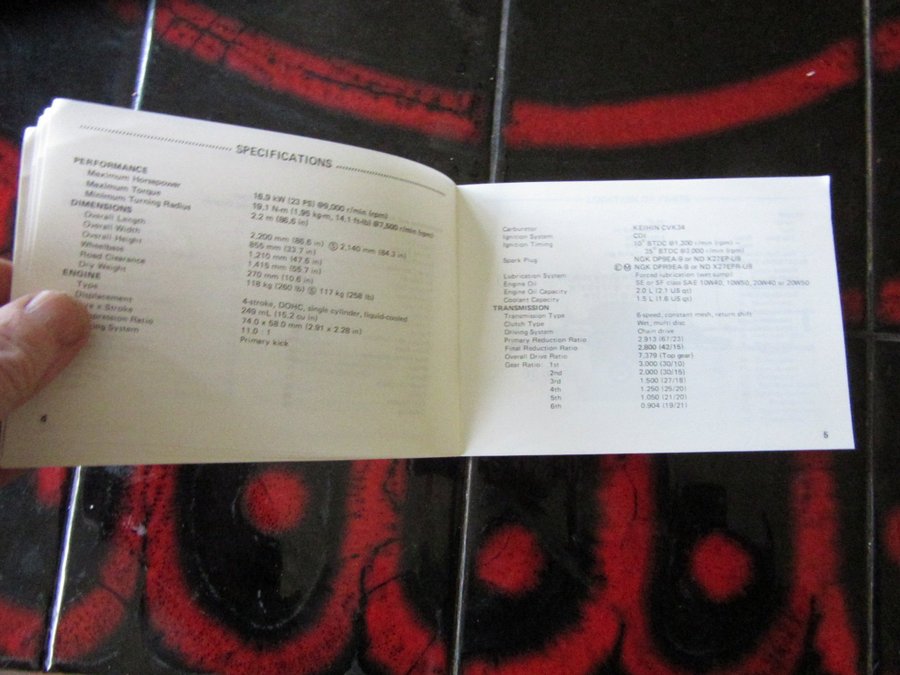 SPECIFICATIONS
PERFORMANCE
Maximum Horsepower 16.9 kW (23 PS) @9,000 r/min (rpm)
Maximum Torque 19.1 N-m (1.95 kg-m, 14.1 ft-lb) @7,500 r/min (rpm)
Minimum Turning Radius 2.2 m (86.6 in)
DIMENSIONS
Overall Length 2,200 mm (86.6 in) Ⓢ 2,140 mm (84.3 in)
Overall Width 855 mm (33.7 in)
Overall Height 1,210 mm (47.6 in)
Wheelbase 1,415 mm (55.7 in)
Road Clearance 270 mm (10.6 in)
Dry Weight 118 kg (260 lb) Ⓢ 117 kg (258 lb)
ENGINE
Type 4-stroke, DOHC, single cylinder, liquid-cooled
Displacement 249 mL (15.2 cu in)
x Stroke 74.0 x 58.0 mm (2.91 x 2.28 in)
Ratio 11.0 : 1
System Primary kick
4
Carburetor KEIHIN CVK34
Ignition System CDI
Ignition Timing 10° BTDC @1,300 r/min (rpm) ~
35° BTDC @3,000 r/min (rpm)
Spark Plug NGK DP9EA-9 or ND X27EP-U9
ⒸⓂ NGK DPR9EA-9 or ND X27EPR-U9
Lubrication System Forced lubrication (wet sump)
Engine Oil SE or SF class SAE 10W40, 10W50, 20W40 or 20W50
Engine Oil Capacity 2.0 L (2.1 US qt)
Coolant Capacity 1.5 L (1.6 US qt)
TRANSMISSION
Transmission Type 6-speed, constant mesh, return shift
Clutch Type Wet, multi disc
Driving System Chain drive
Primary Reduction Ratio 2.913 (67/23)
Final Reduction Ratio 2.800 (42/15)
Overall Drive Ratio 7.379 (Top gear)
Gear Ratio: 1st 3.000 (30/10)
2nd 2.000 (30/15)
3rd 1.500 (27/18)
4th 1.250 (25/20)
5th 1.050 (21/20)
6th 0.904 (19/21)
5